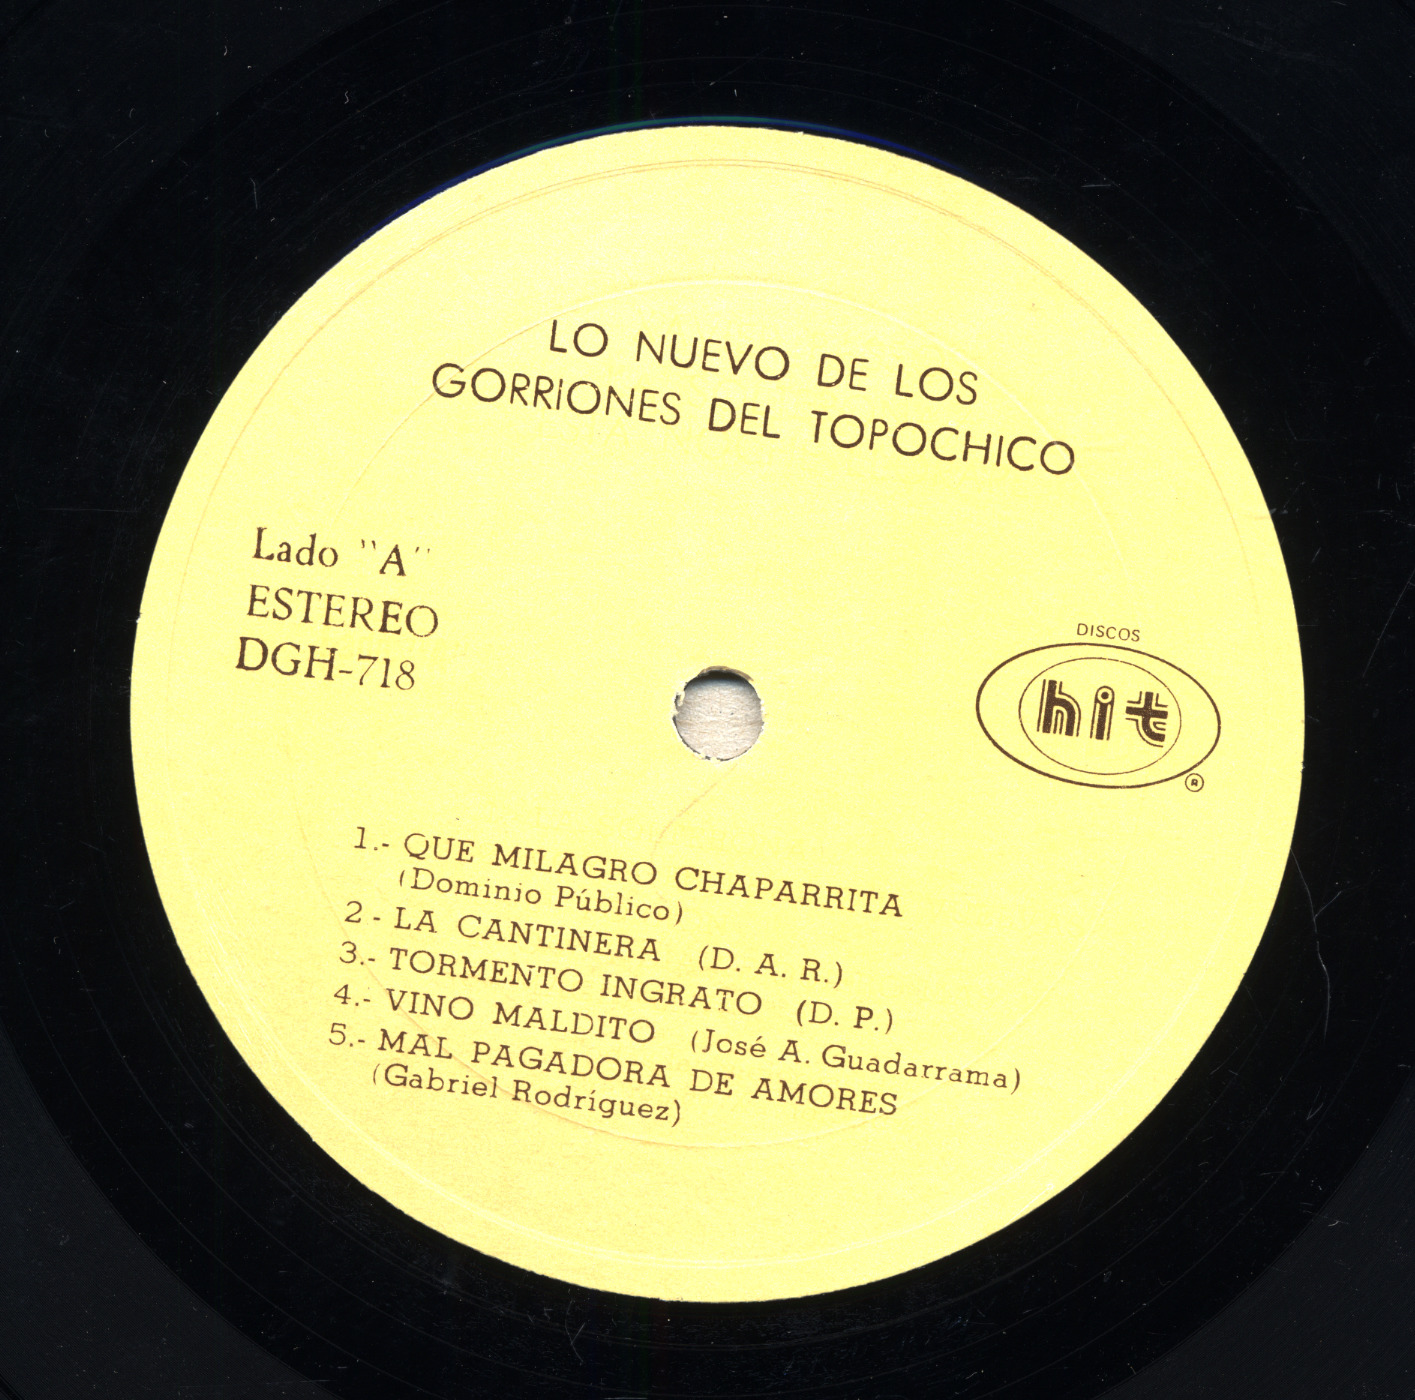 LO NUEVO DE LOS
GORRIONES DEL TOPOCHICO
Lado "A"
ESTEREO
DGH-718
DISCOS
hit
®
1.- QUE MILAGRO CHAPARRITA
(Dominio Público)
2 - LA CANTINERA (D. A. R.)
3.- TORMENTO INGRATO (D. P.)
4.- VINO MALDITO (José A. Guadarrama)
5.- MAL PAGADORA DE AMORES
(Gabriel Rodríguez)